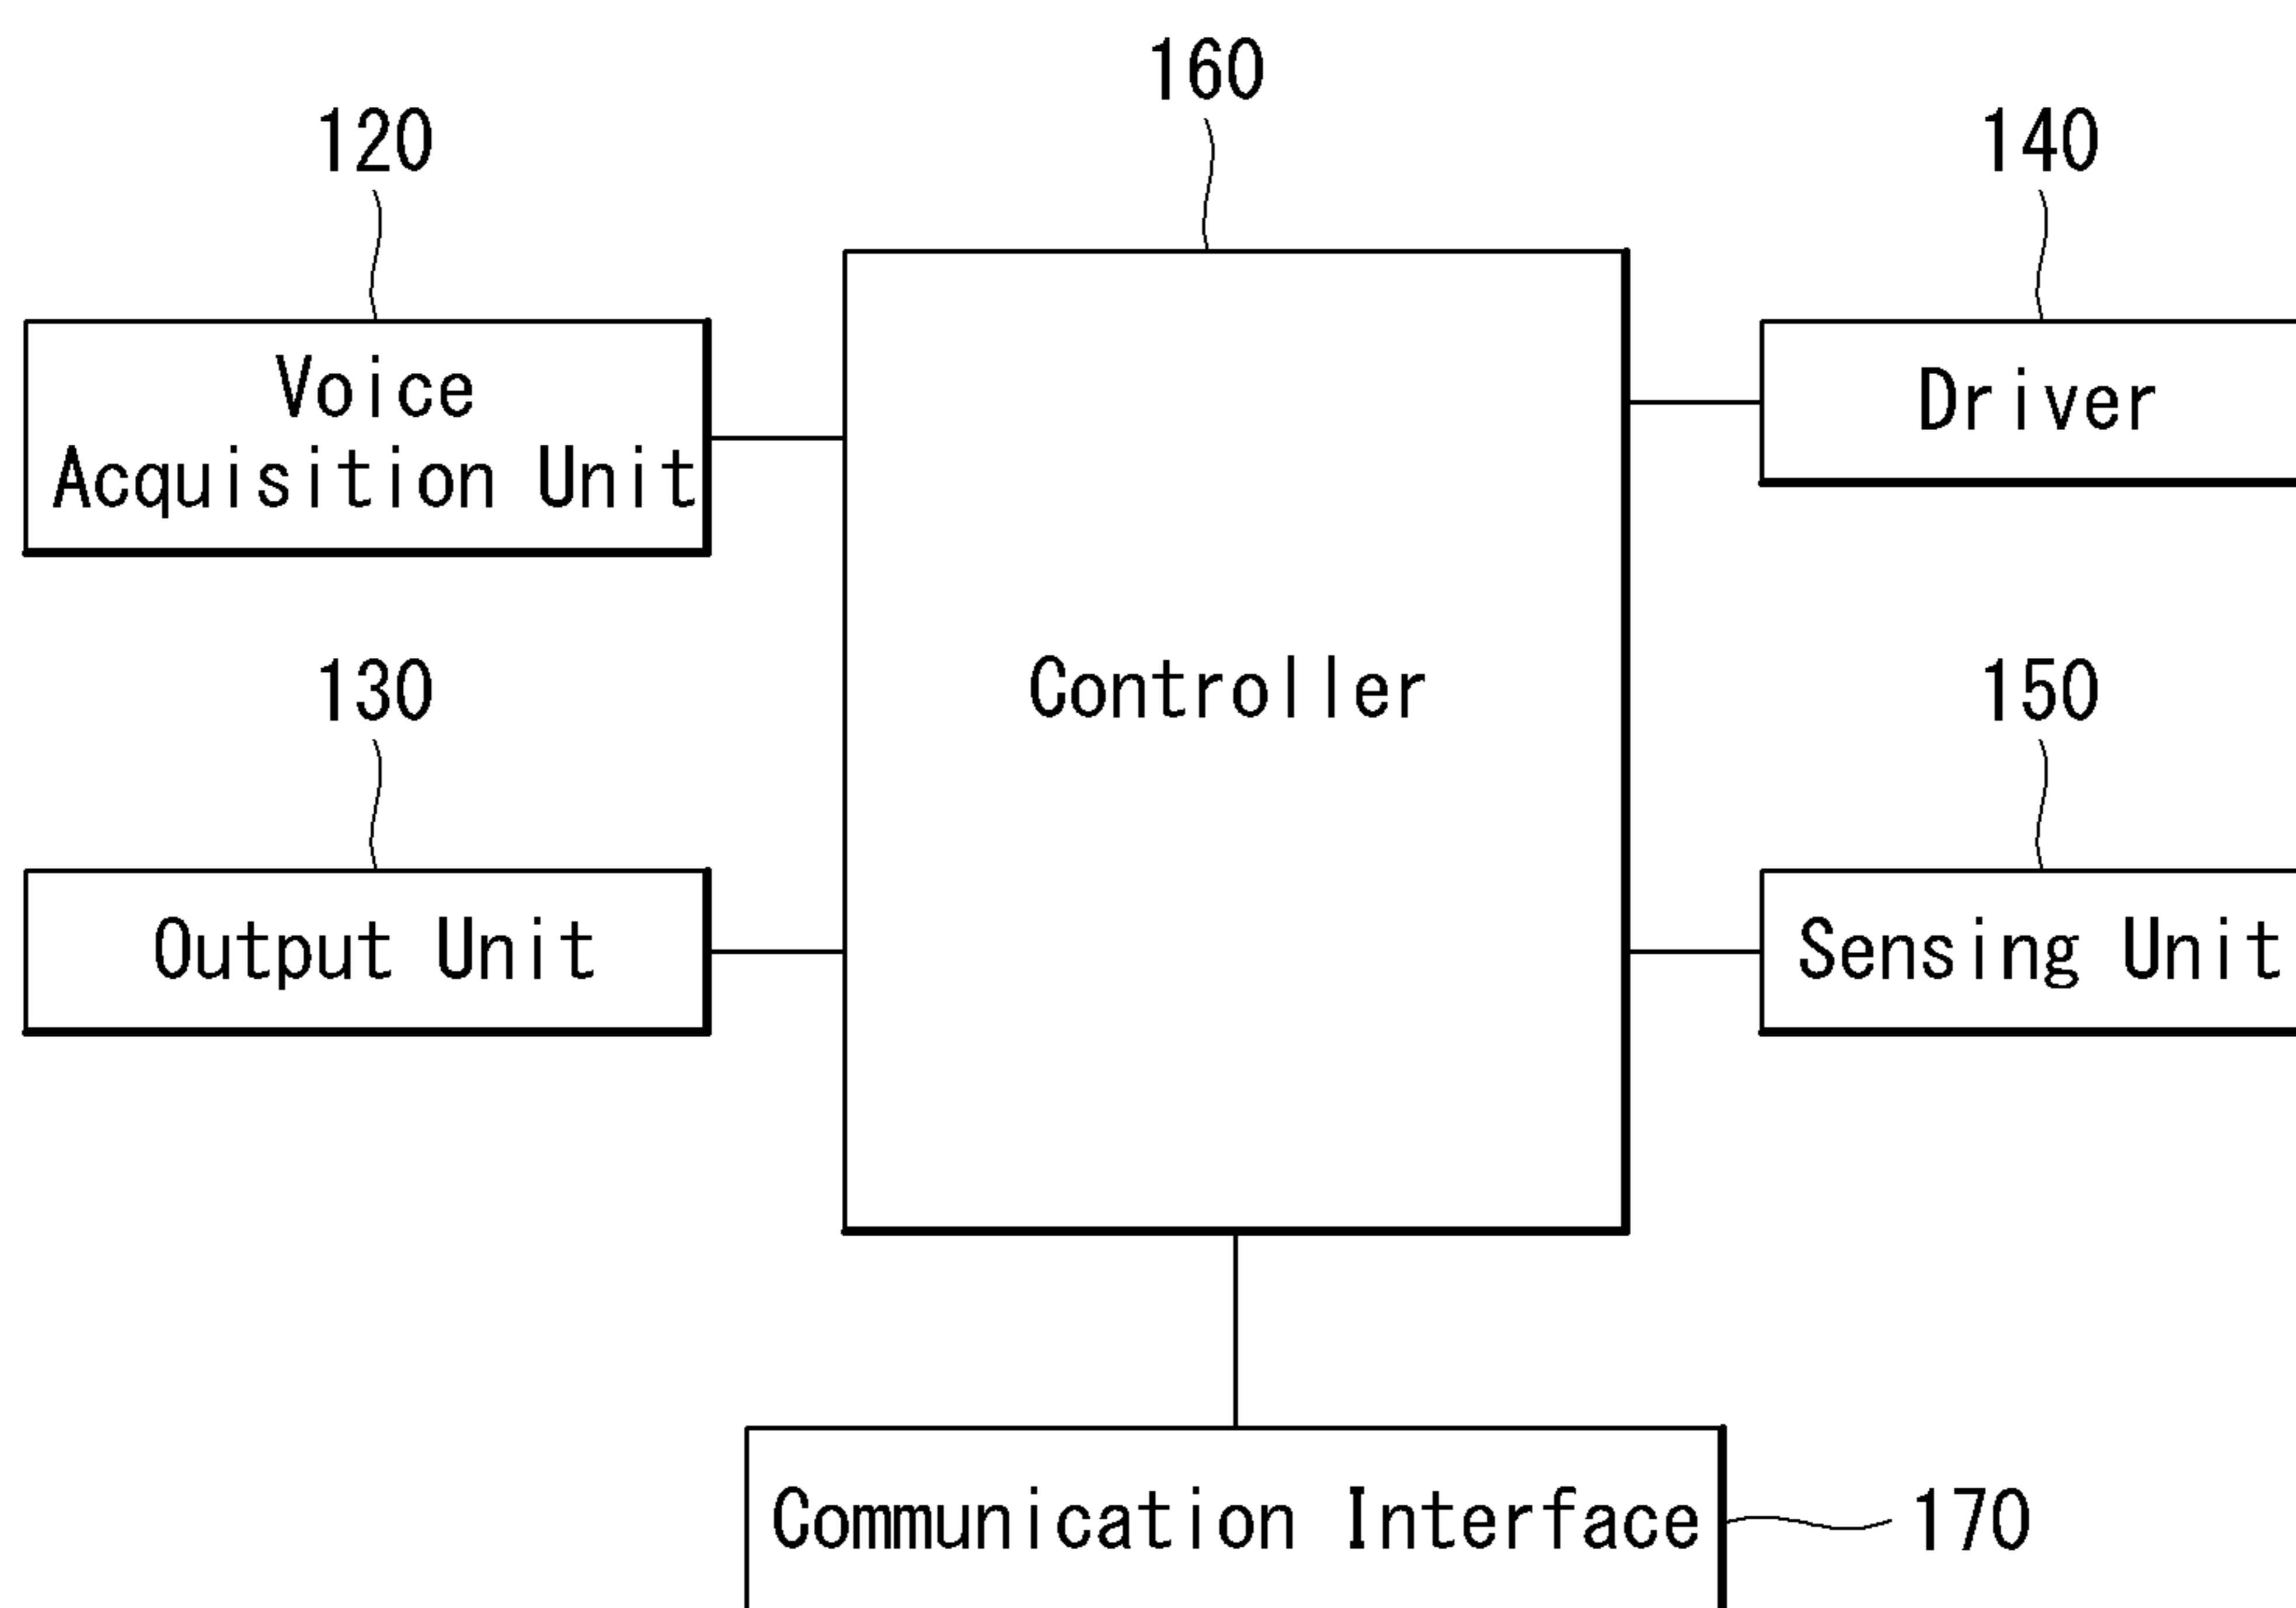 160
120
140
Voice
Acquisition Unit
Driver
Controller
130
150
Output Unit
Sensing Unit
Communication Interface
170